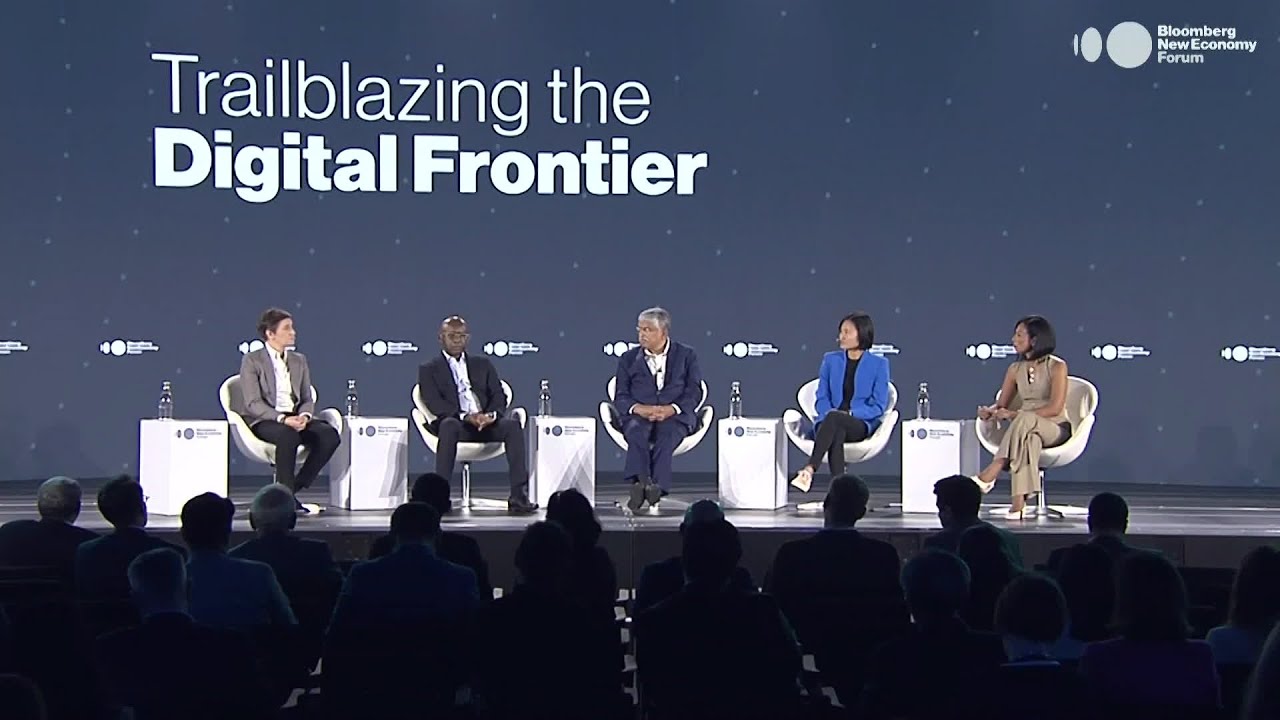 Trailblazing the
Digital Frontier
Bloomberg
New Economy
Forum